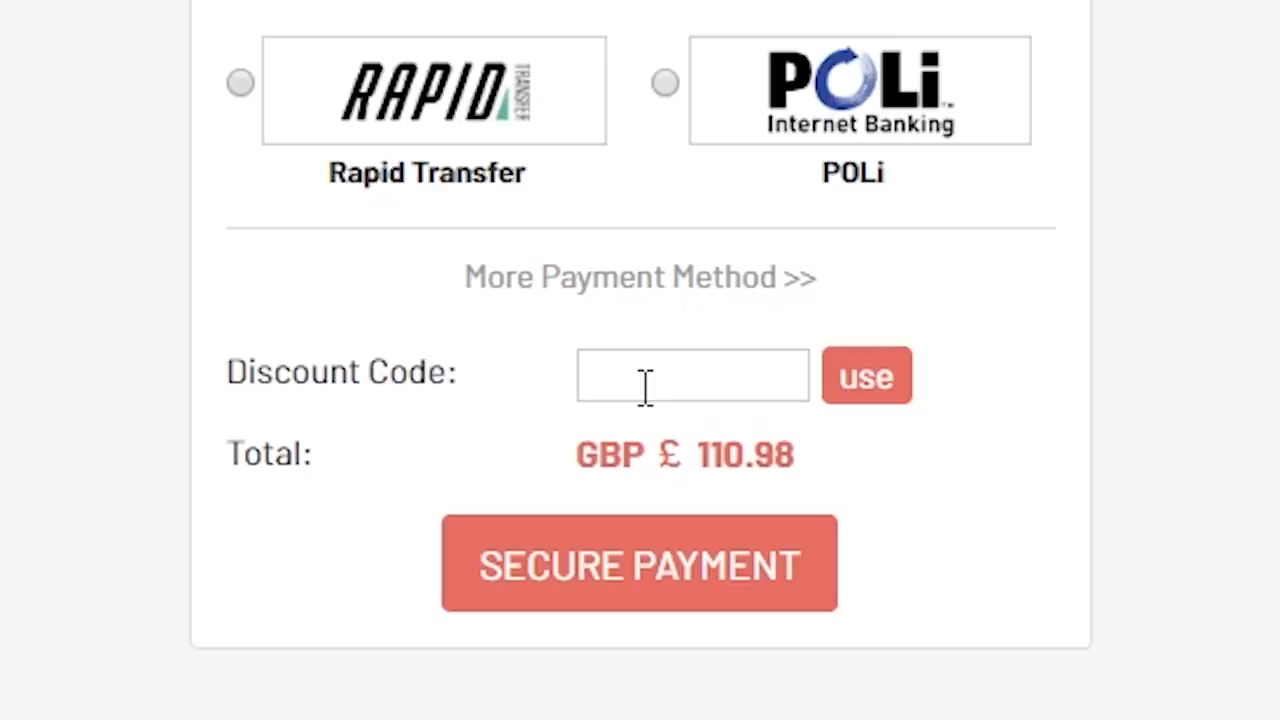 RAPID TRANSFER
POLi™
Internet Banking
Rapid Transfer
POLi
More Payment Method >>
Discount Code:
use
Total:
GBP £ 110.98
SECURE PAYMENT